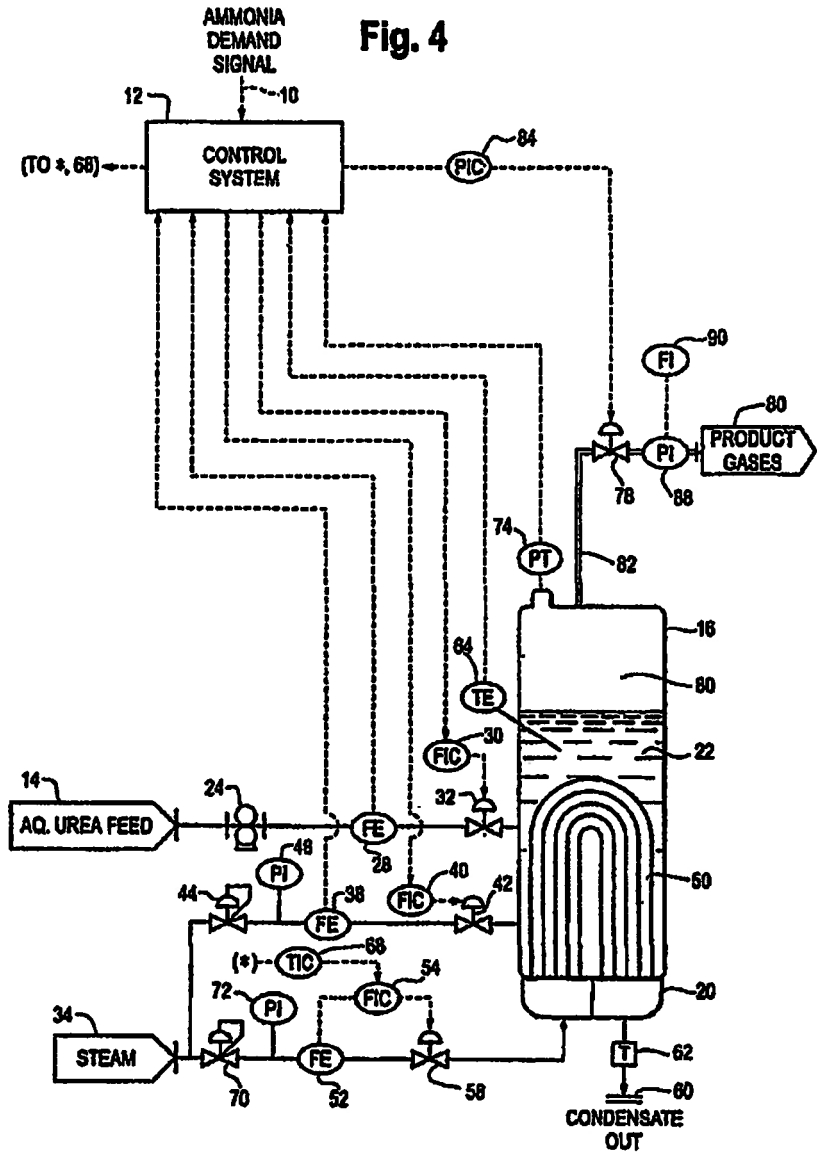 Fig. 4
AMMONIA
DEMAND
SIGNAL
10
12
CONTROL
SYSTEM
(TO *, 68)
PIC
84
FI
90
80
PRODUCT
GASES
PI
88
78
74
PT
82
16
64
TE
80
FIC
30
22
14
AQ. UREA FEED
24
FE
28
32
48
PI
44
38
FE
FIC
40
42
50
(*)
TIC
68
54
FIC
72
PI
20
34
STEAM
70
FE
52
58
T
62
60
CONDENSATE
OUT